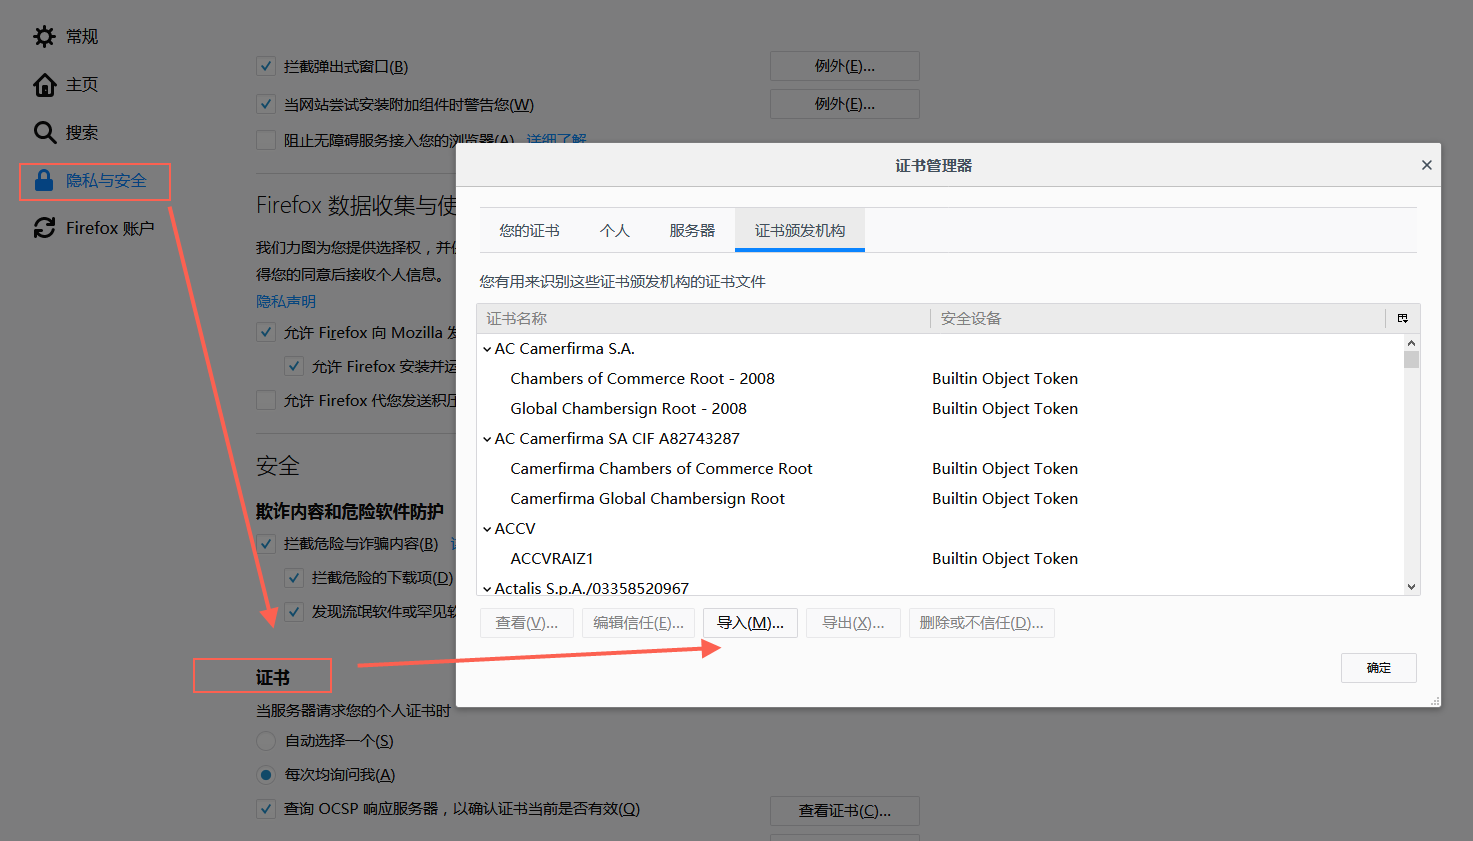 常规
主页
搜索
隐私与安全
Firefox 账户
拦截弹出式窗口(B)
例外(E)...
当网站尝试安装附加组件时警告您(W)
例外(E)...
阻止无障碍服务接入您的浏览器(A) 详细了解
Firefox 数据收集与使
我们力图为您提供选择权，并
得您的同意后接收个人信息。
隐私声明
允许 Firefox 向 Mozilla 发
允许 Firefox 安装并运
允许 Firefox 代您发送积压
安全
欺诈内容和危险软件防护
拦截危险与诈骗内容(B)
拦截危险的下载项(D)
发现流氓软件或罕见软
证书
当服务器请求您的个人证书时
自动选择一个(S)
每次均询问我(A)
查询 OCSP 响应服务器，以确认证书当前是否有效(Q)
查看证书(C)...
证书管理器
您的证书
个人
服务器
证书颁发机构
您有用来识别这些证书颁发机构的证书文件
证书名称
安全设备
AC Camerfirma S.A.
Chambers of Commerce Root - 2008 Builtin Object Token
Global Chambersign Root - 2008 Builtin Object Token
AC Camerfirma SA CIF A82743287
Camerfirma Chambers of Commerce Root Builtin Object Token
Camerfirma Global Chambersign Root Builtin Object Token
ACCV
ACCVRAIZ1 Builtin Object Token
Actalis S.p.A./03358520967
查看(V)...
编辑信任(E)...
导入(M)...
导出(X)...
删除或不信任(D)...
确定